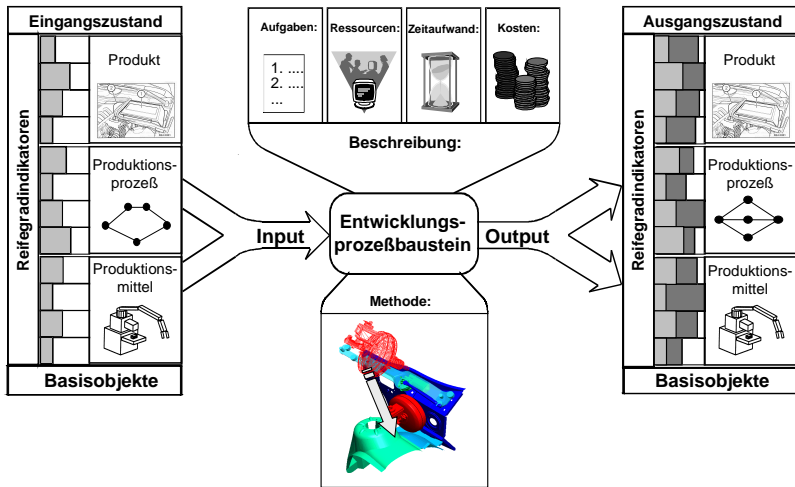 Eingangszustand
Reifegradindikatoren
Produkt
Produktions-
prozeß
Produktions-
mittel
Basisobjekte
Aufgaben:
1. ....
2. ....
...
Ressourcen:
Zeitaufwand:
Kosten:
Beschreibung:
Input
Entwicklungs-
prozeßbaustein
Output
Methode:
Ausgangszustand
Reifegradindikatoren
Produkt
Produktions-
prozeß
Produktions-
mittel
Basisobjekte